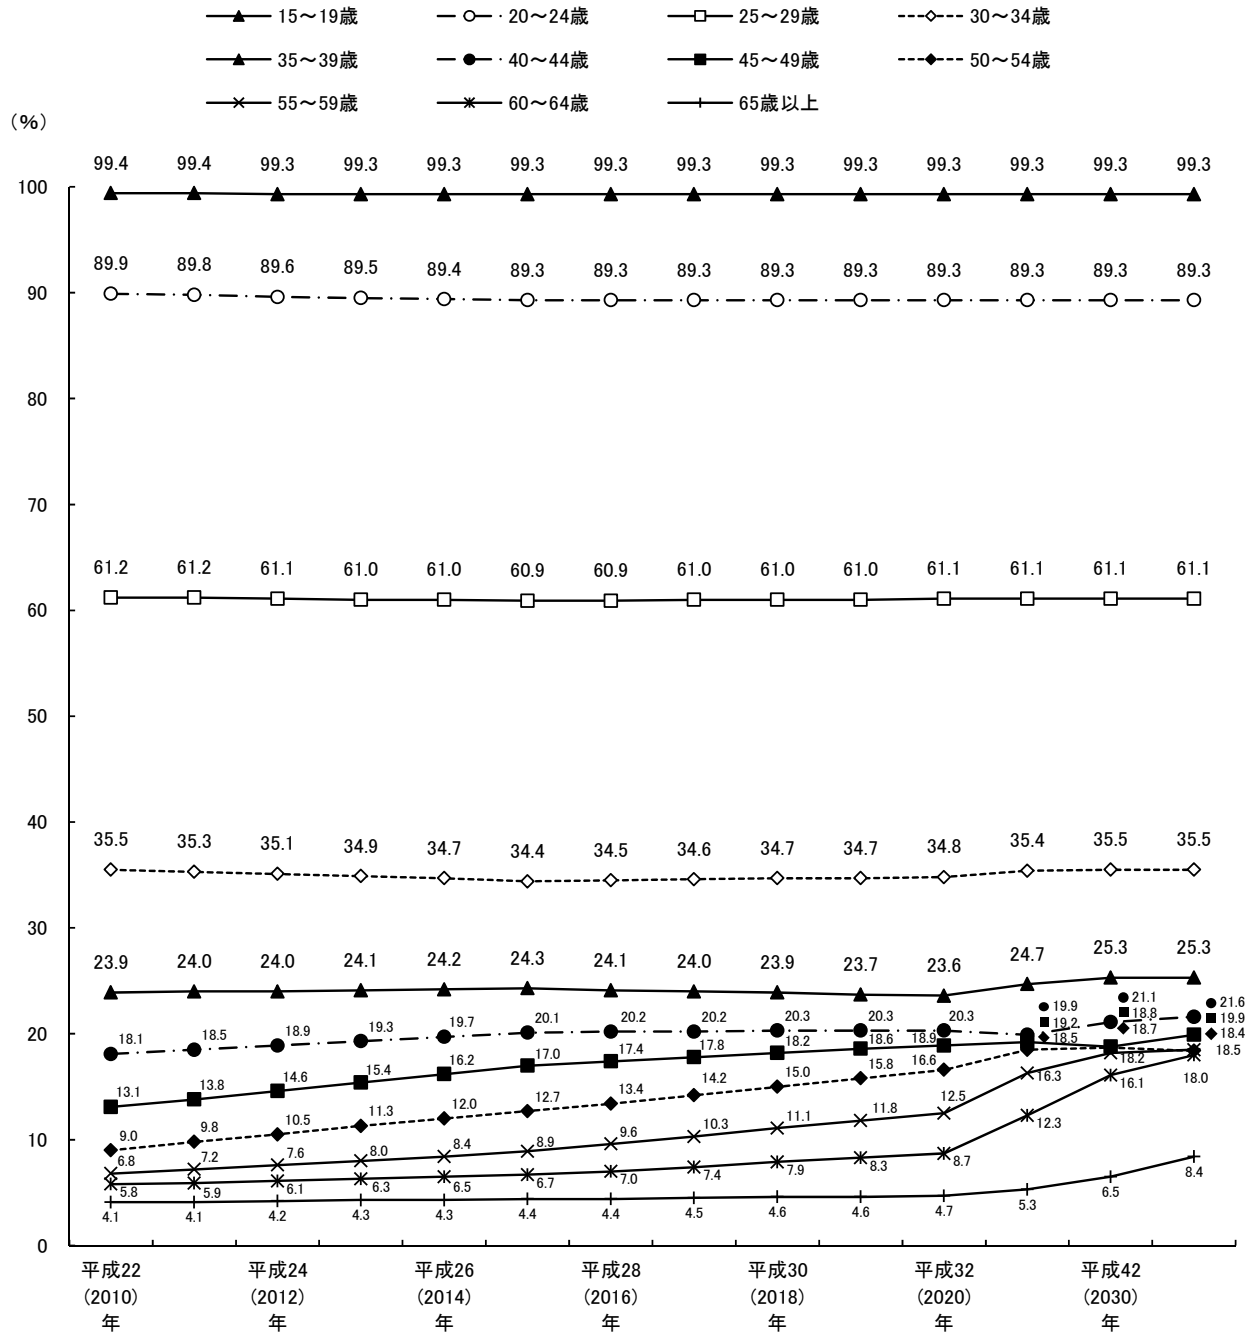 15～19歳 20～24歳 25～29歳 30～34歳
35～39歳 40～44歳 45～49歳 50～54歳
55～59歳 60～64歳 65歳以上
（％）
99.4 99.4 99.3 99.3 99.3 99.3 99.3 99.3 99.3 99.3 99.3 99.3 99.3 99.3
100
89.9 89.8 89.6 89.5 89.4 89.3 89.3 89.3 89.3 89.3 89.3 89.3 89.3 89.3
90
80
70
61.2 61.2 61.1 61.0 61.0 60.9 60.9 61.0 61.0 61.0 61.1 61.1 61.1 61.1
60
50
40
35.5 35.3 35.1 34.9 34.7 34.4 34.5 34.6 34.7 34.7 34.8 35.4 35.5 35.5
30
23.9 24.0 24.0 24.1 24.2 24.3 24.1 24.0 23.9 23.7 23.6 24.7 25.3 25.3
20
18.1 18.5 18.9 19.3 19.7 20.1 20.2 20.2 20.3 20.3 20.3 19.9 21.1 21.6
13.1 13.8 14.6 15.4 16.2 17.0 17.4 17.8 18.2 18.6 18.9 19.2 18.8 19.9
9.0 9.8 10.5 11.3 12.0 12.7 13.4 14.2 15.0 15.8 16.6 18.5 18.7 18.4
10
6.8 7.2 7.6 8.0 8.4 8.9 9.6 10.3 11.1 11.8 12.5 16.3 18.2 18.5
5.8 5.9 6.1 6.3 6.5 6.7 7.0 7.4 7.9 8.3 8.7 12.3 16.1 18.0
4.1 4.1 4.2 4.3 4.3 4.4 4.4 4.5 4.6 4.6 4.7 5.3 6.5 8.4
0
平成22 平成24 平成26 平成28 平成30 平成32 平成42
（2010） （2012） （2014） （2016） （2018） （2020） （2030）
年 年 年 年 年 年 年